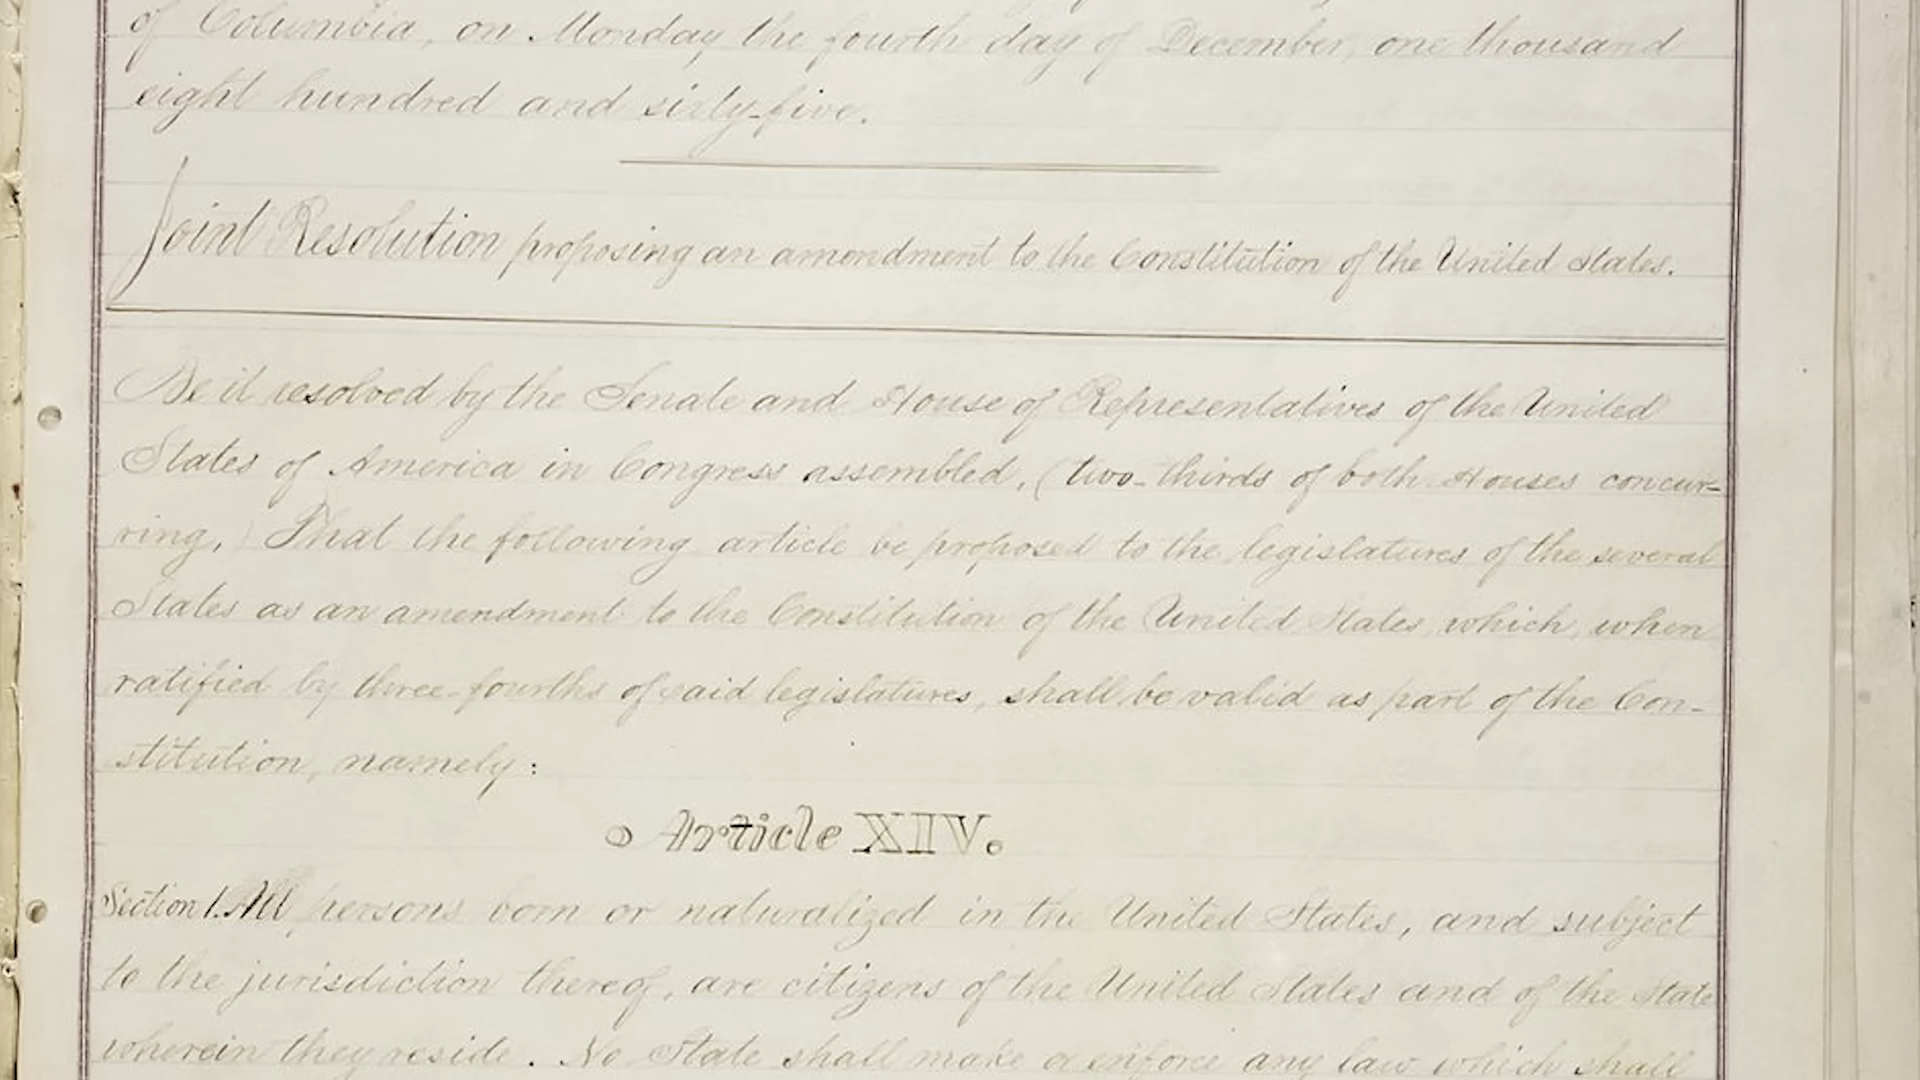 of Columbia, on Monday the fourth day of December, one thousand
eight hundred and sixty-five.
Joint Resolution proposing an amendment to the Constitution of the United States.
Be it resolved by the Senate and House of Representatives of the United
States of America in Congress assembled, (two-thirds of both Houses concur-
ring,) That the following article be proposed to the legislatures of the several
States as an amendment to the Constitution of the United States, which, when
ratified by three-fourths of said legislatures, shall be valid as part of the Con-
stitution, namely:
Article XIV.
Section 1. All persons born or naturalized in the United States, and subject
to the jurisdiction thereof, are citizens of the United States and of the State
wherein they reside. No State shall make or enforce any law which shall